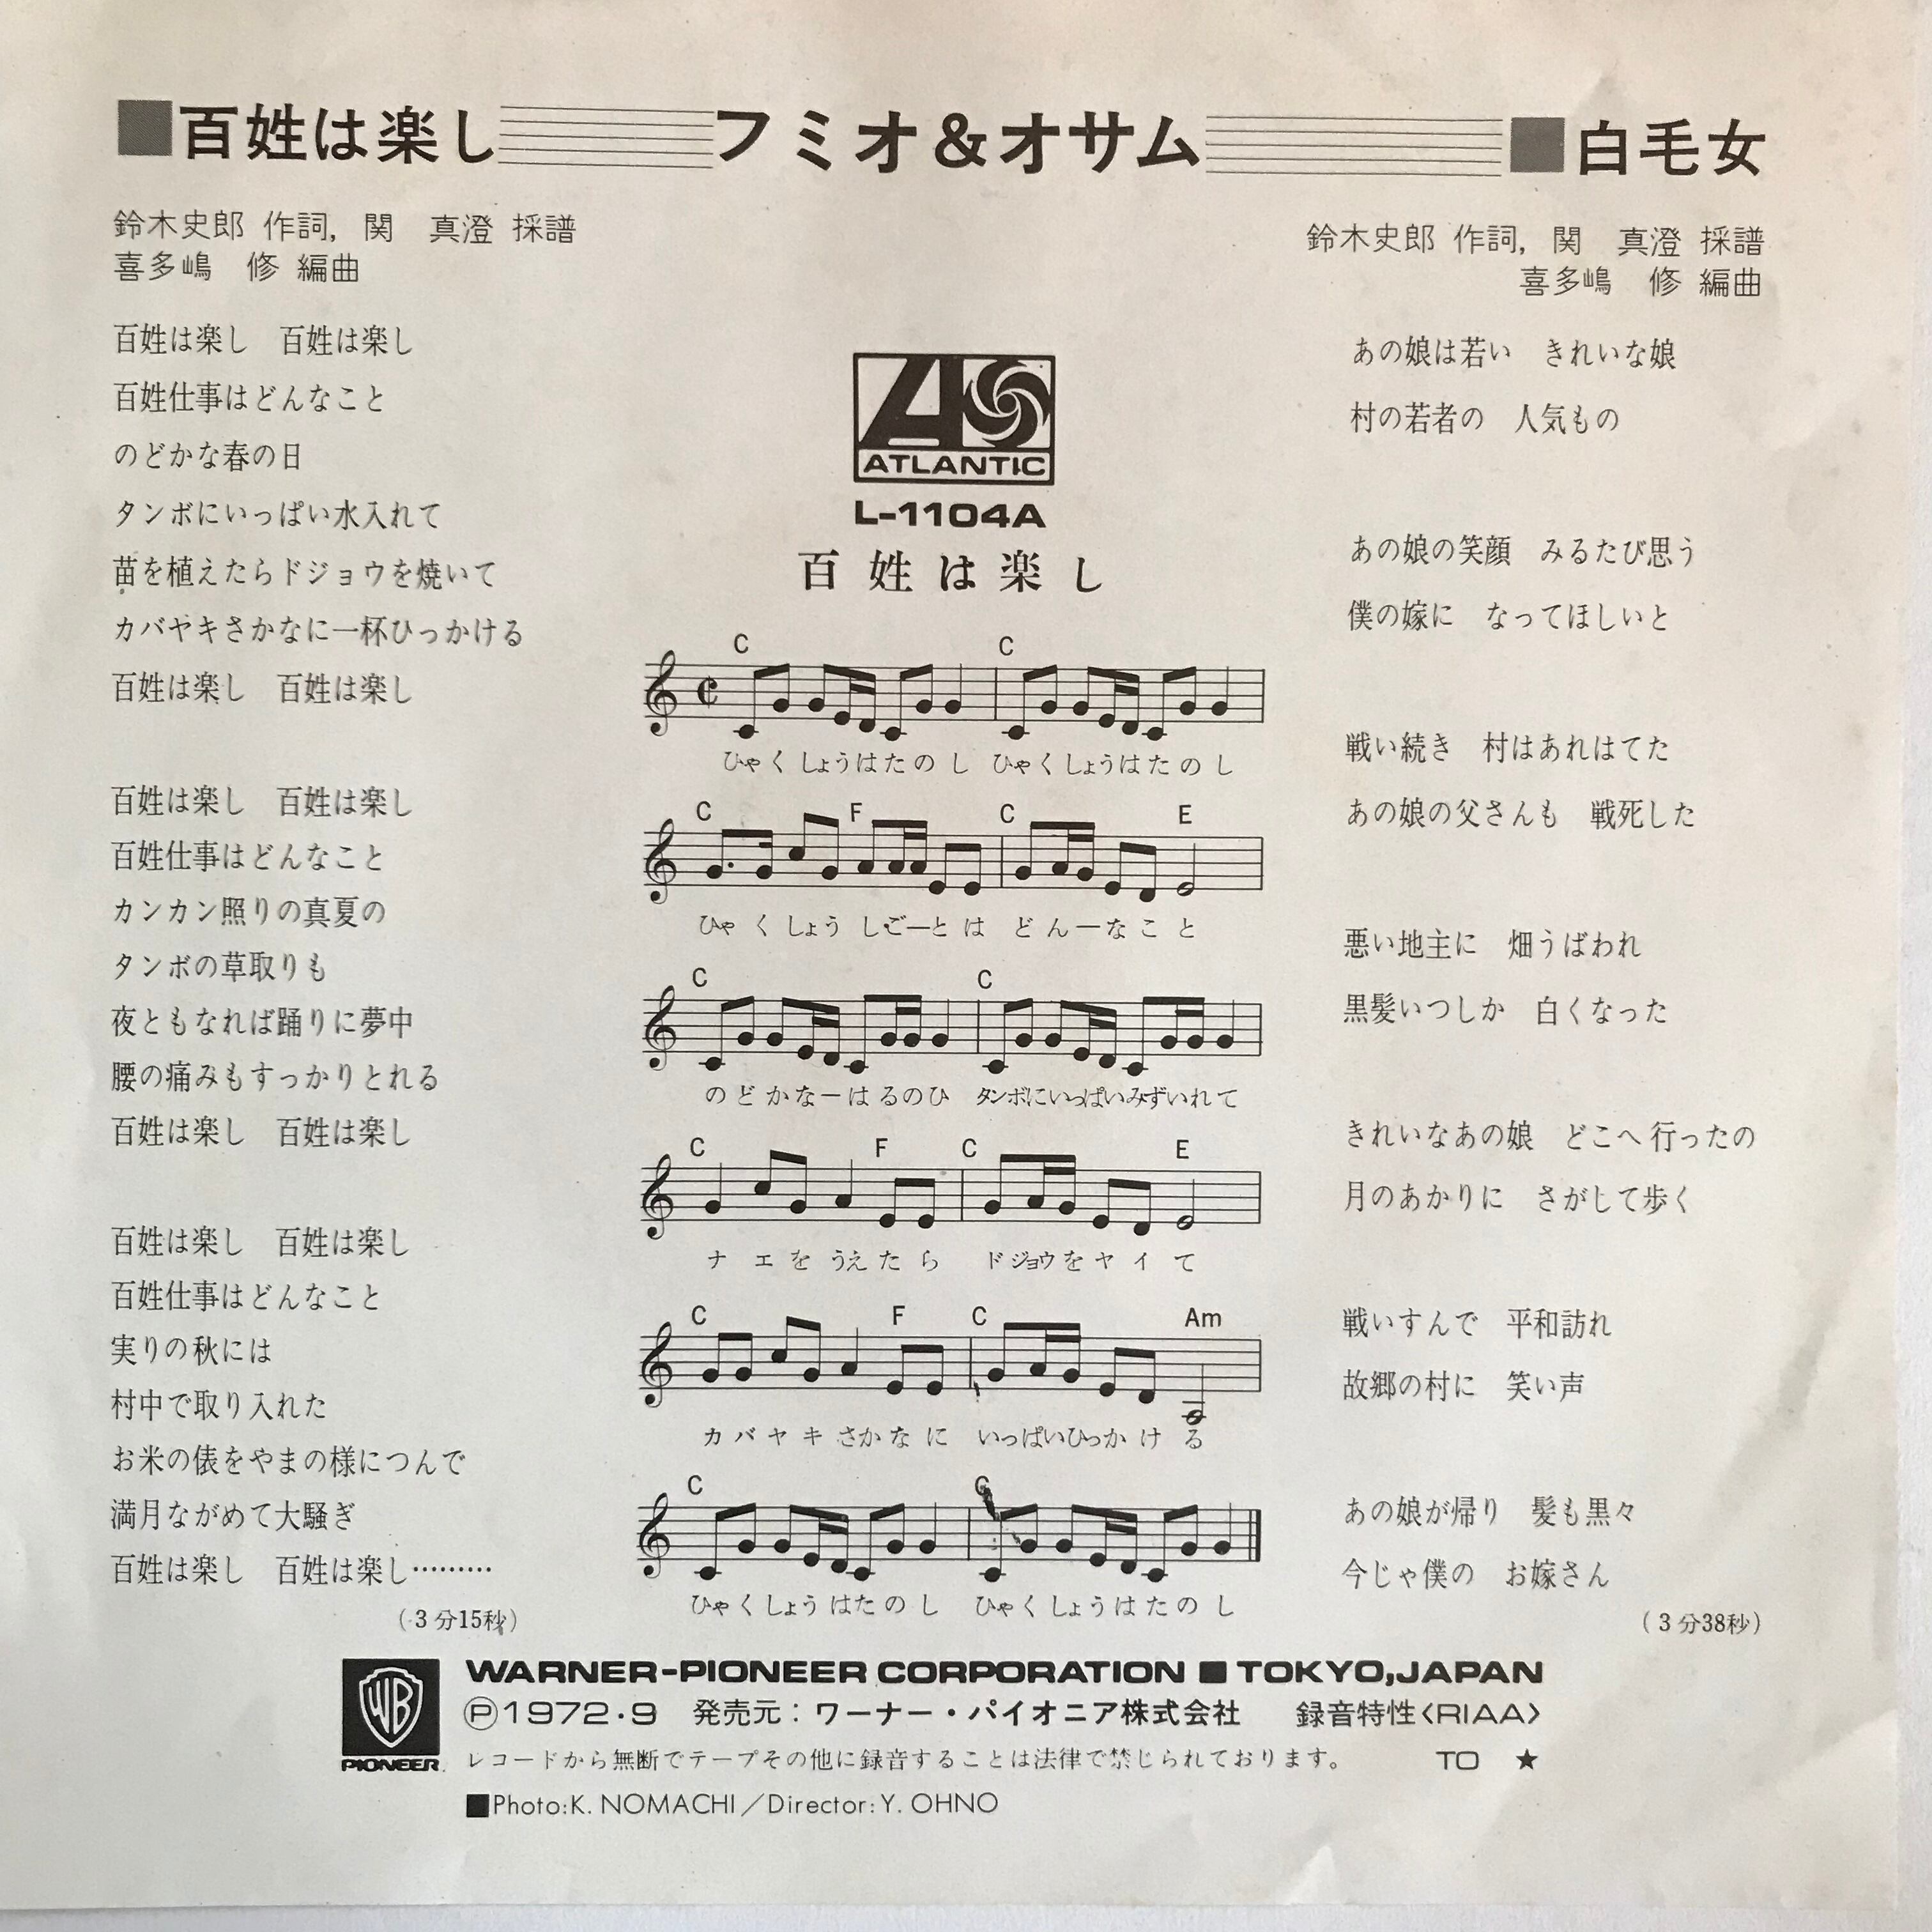 ■百姓は楽し フミオ&オサム ■白毛女
鈴木史郎 作詞, 関 真澄 採譜
喜多嶋 修 編曲
百姓は楽し 百姓は楽し
百姓仕事はどんなこと
のどかな春の日
タンボにいっぱい水入れて
苗を植えたらドジョウを焼いて
カバヤキさかなに一杯ひっかける
百姓は楽し 百姓は楽し
百姓は楽し 百姓は楽し
百姓仕事はどんなこと
カンカン照りの真夏の
タンボの草取りも
夜ともなれば踊りに夢中
腰の痛みもすっかりとれる
百姓は楽し 百姓は楽し
百姓は楽し 百姓は楽し
百姓仕事はどんなこと
実りの秋には
村中で取り入れた
お米の俵をやまの様につんで
満月ながめて大騒ぎ
百姓は楽し 百姓は楽し………
(3分15秒)
ATLANTIC
L-1104A
百姓は楽し
C C
ひゃくしょうはたのし ひゃくしょうはたのし
C F C E
ひゃくしょう しごーとは どんーなこと
C C
のどかなーはるのひ タンボにいっぱいみずいれて
C F C E
ナエをうえたら ドジョウをヤイて
C F C Am
カバヤキさかなに いっぱいひっかける
C C
ひゃくしょうはたのし ひゃくしょうはたのし
鈴木史郎 作詞, 関 真澄 採譜
喜多嶋 修 編曲
あの娘は若い きれいな娘
村の若者の 人気もの
あの娘の笑顔 みるたび思う
僕の嫁に なってほしいと
戦い続き 村はあれはてた
あの娘の父さんも 戦死した
悪い地主に 畑うばわれ
黒髪いつしか 白くなった
きれいなあの娘 どこへ行ったの
月のあかりに さがして歩く
戦いすんで 平和訪れ
故郷の村に 笑い声
あの娘が帰り 髪も黒々
今じゃ僕の お嫁さん
(3分38秒)
WB
PIONEER
WARNER-PIONEER CORPORATION ■ TOKYO,JAPAN
Ⓟ1972・9 発売元:ワーナー・パイオニア株式会社 録音特性<RIAA>
レコードから無断でテープその他に録音することは法律で禁じられております。 TO ★
■Photo:K. NOMACHI/Director:Y. OHNO